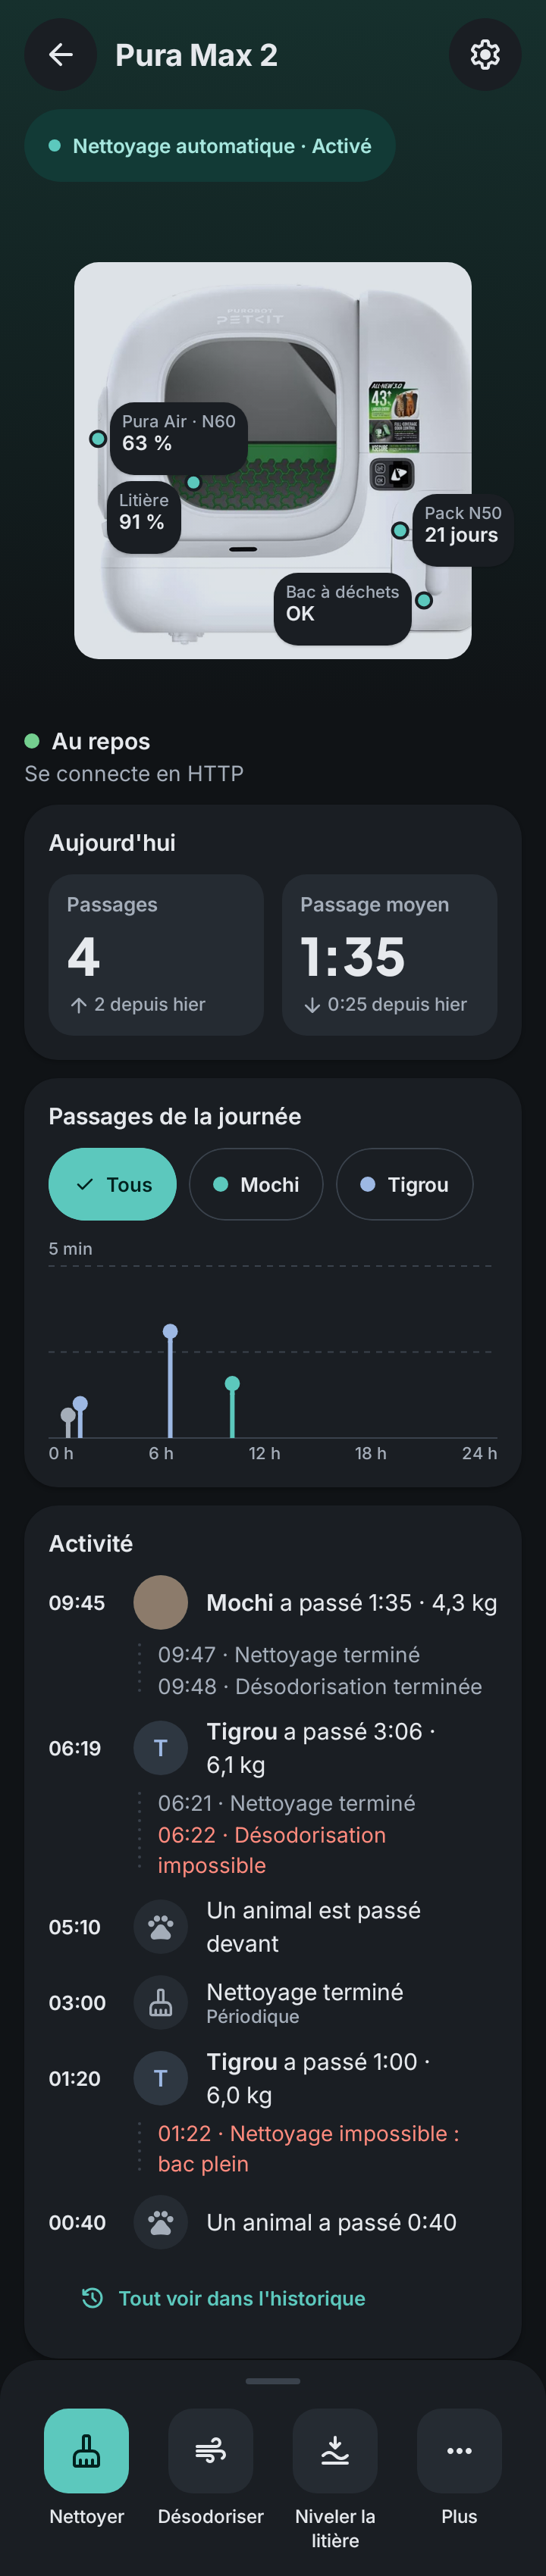 Pura Max 2
Nettoyage automatique · Activé
PUROBOT
PETKIT
ALL-NEW 3.0
43+
Pura Air · N60
63 %
Litière
91 %
Pack N50
21 jours
Bac à déchets
OK
Au repos
Se connecte en HTTP
Aujourd'hui
Passages
4
2 depuis hier
Passage moyen
1:35
0:25 depuis hier
Passages de la journée
Tous
Mochi
Tigrou
5 min
0 h 6 h 12 h 18 h 24 h
Activité
09:45 Mochi a passé 1:35 · 4,3 kg
09:47 · Nettoyage terminé
09:48 · Désodorisation terminée
06:19 T Tigrou a passé 3:06 ·
6,1 kg
06:21 · Nettoyage terminé
06:22 · Désodorisation
impossible
05:10 Un animal est passé
devant
03:00 Nettoyage terminé
Périodique
01:20 T Tigrou a passé 1:00 ·
6,0 kg
01:22 · Nettoyage impossible :
bac plein
00:40 Un animal a passé 0:40
Tout voir dans l'historique
Nettoyer
Désodoriser
Niveler la
litière
Plus